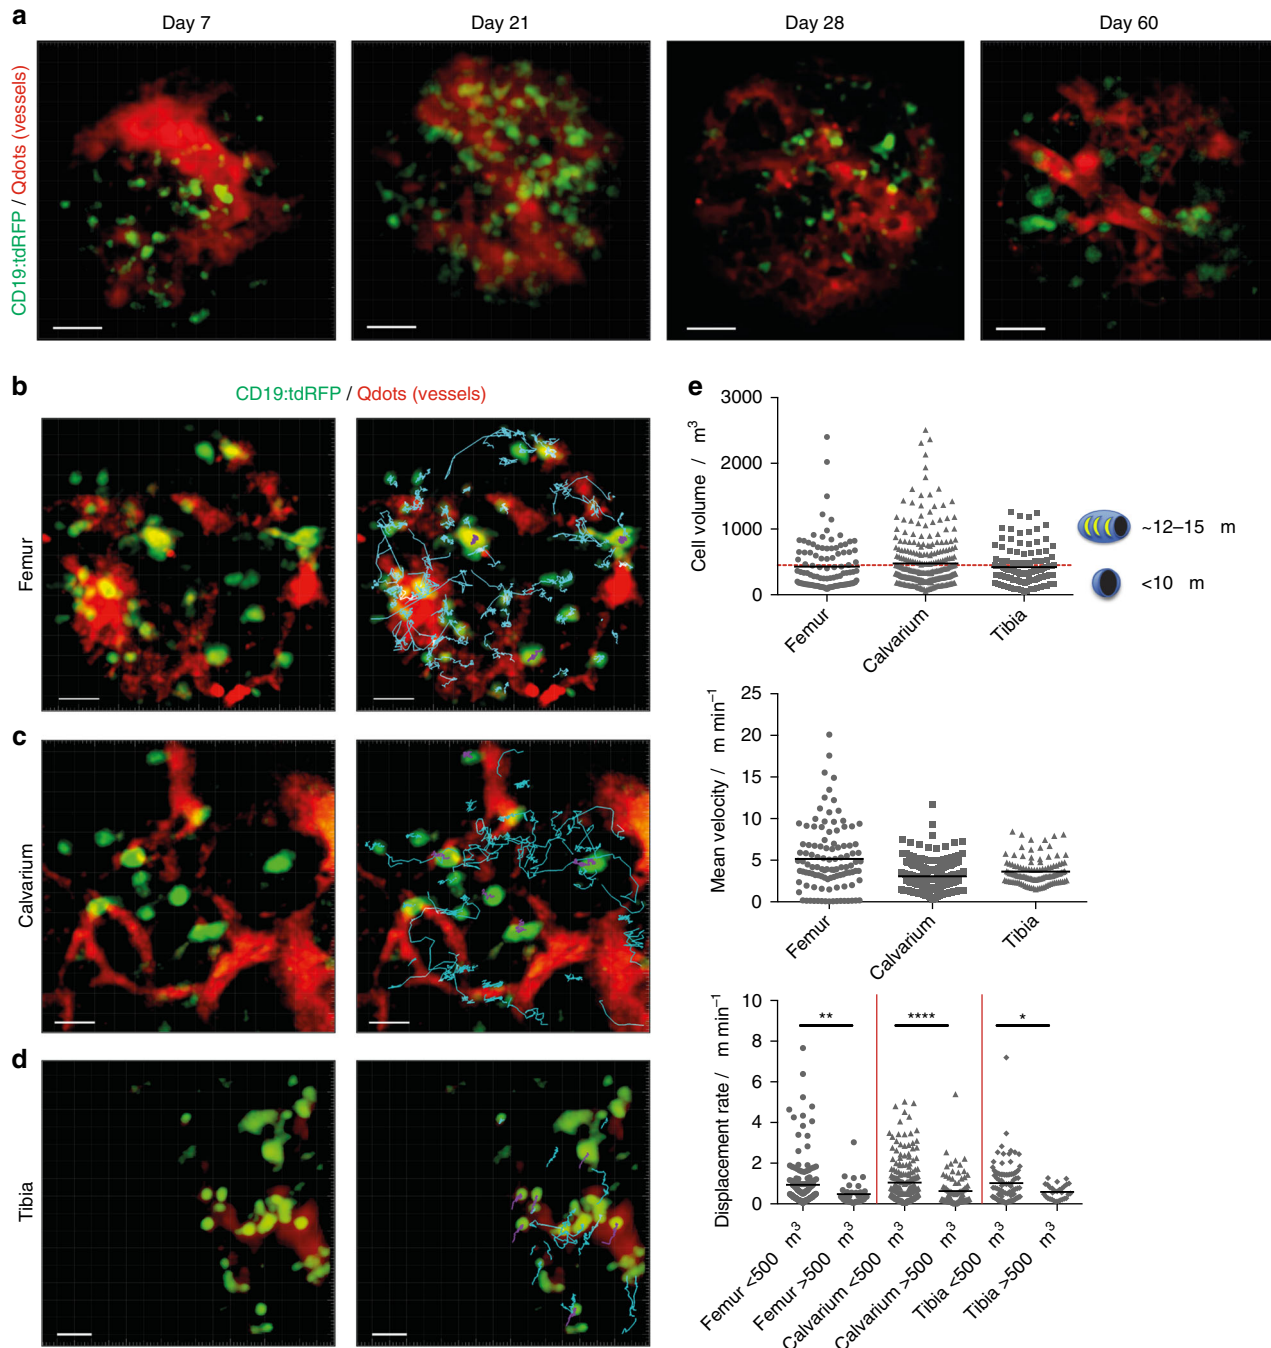 a
Day 7
Day 21
Day 28
Day 60
CD19:tdRFP / Qdots (vessels)
b
CD19:tdRFP / Qdots (vessels)
Femur
c
Calvarium
d
Tibia
e
Cell volume / m³
3000
2000
1000
0
Femur
Calvarium
Tibia
~12–15 m
<10 m
Mean velocity / m min⁻¹
25
20
15
10
5
0
Femur
Calvarium
Tibia
Displacement rate / m min⁻¹
10
8
6
4
2
0
**
****
*
Femur <500 m³
Femur >500 m³
Calvarium <500 m³
Calvarium >500 m³
Tibia <500 m³
Tibia >500 m³